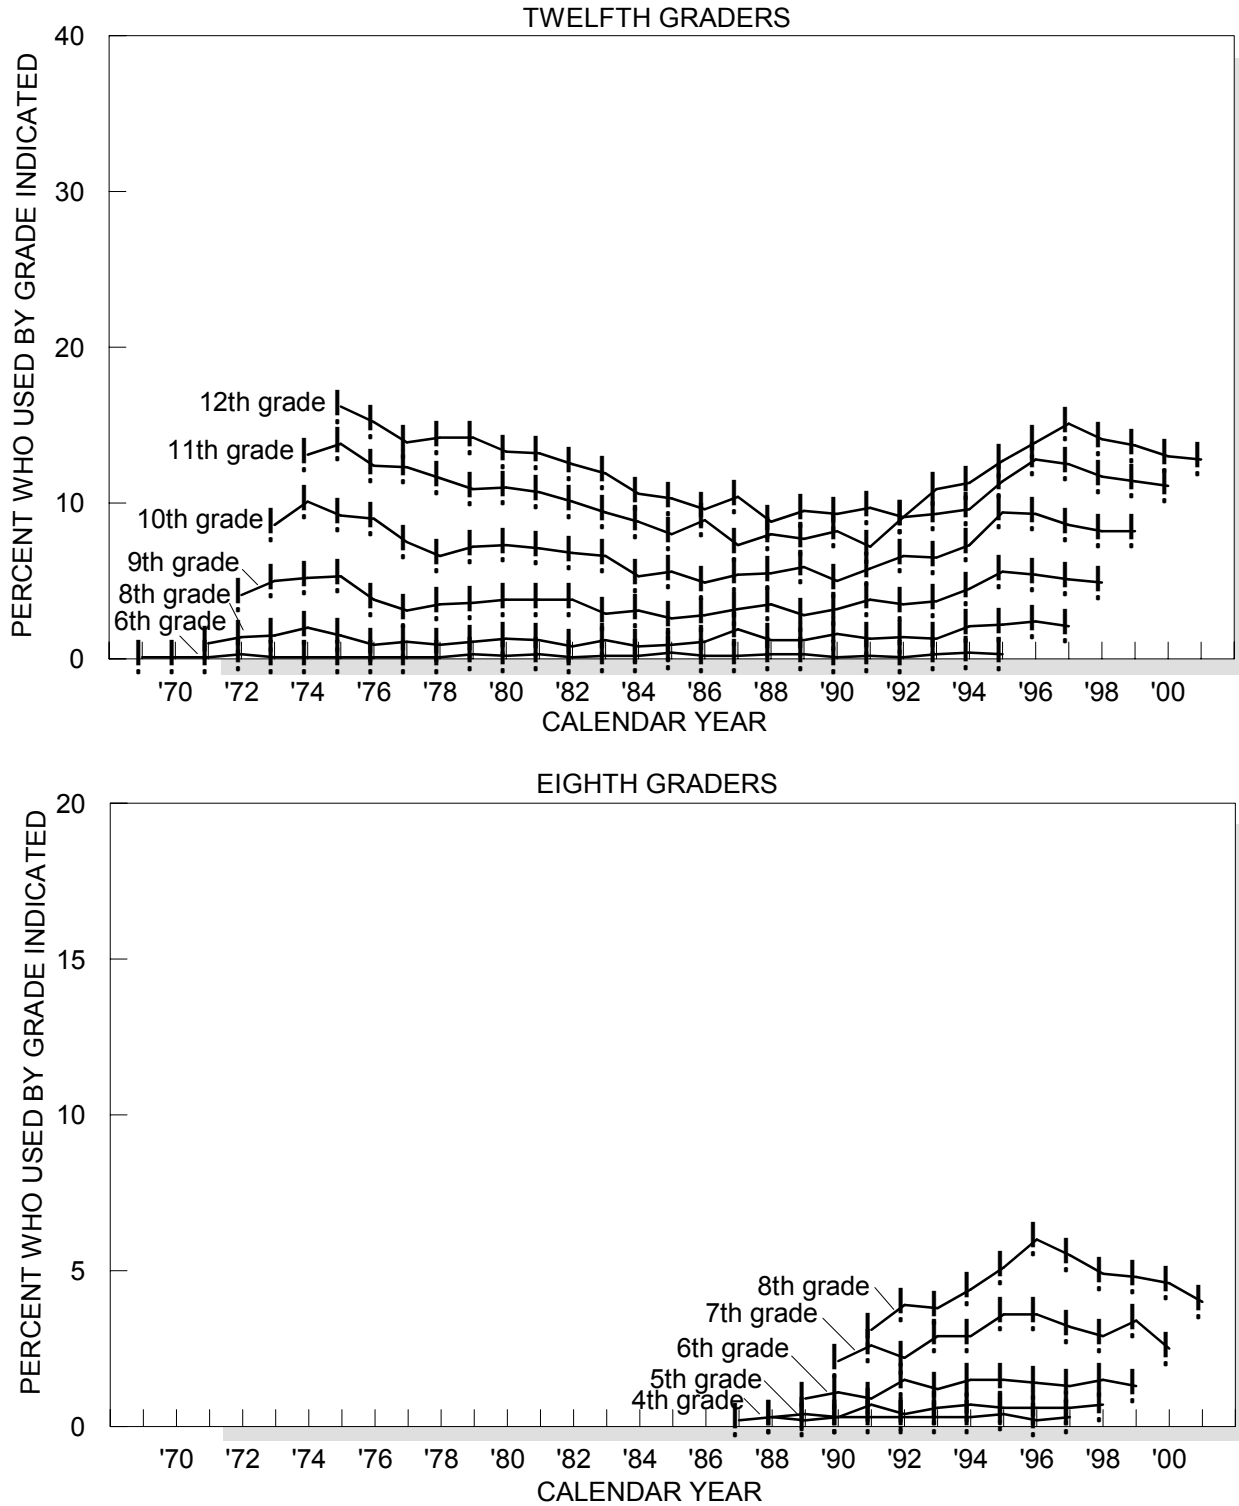 TWELFTH GRADERS
PERCENT WHO USED BY GRADE INDICATED
40
30
20
10
0
12th grade
11th grade
10th grade
9th grade
8th grade
6th grade
'70 '72 '74 '76 '78 '80 '82 '84 '86 '88 '90 '92 '94 '96 '98 '00
CALENDAR YEAR
EIGHTH GRADERS
PERCENT WHO USED BY GRADE INDICATED
20
15
10
5
0
8th grade
7th grade
6th grade
5th grade
4th grade
'70 '72 '74 '76 '78 '80 '82 '84 '86 '88 '90 '92 '94 '96 '98 '00
CALENDAR YEAR